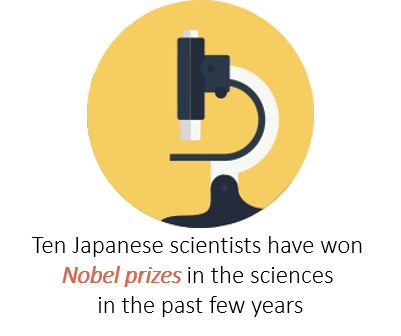 Ten Japanese scientists have won
Nobel prizes in the sciences
in the past few years